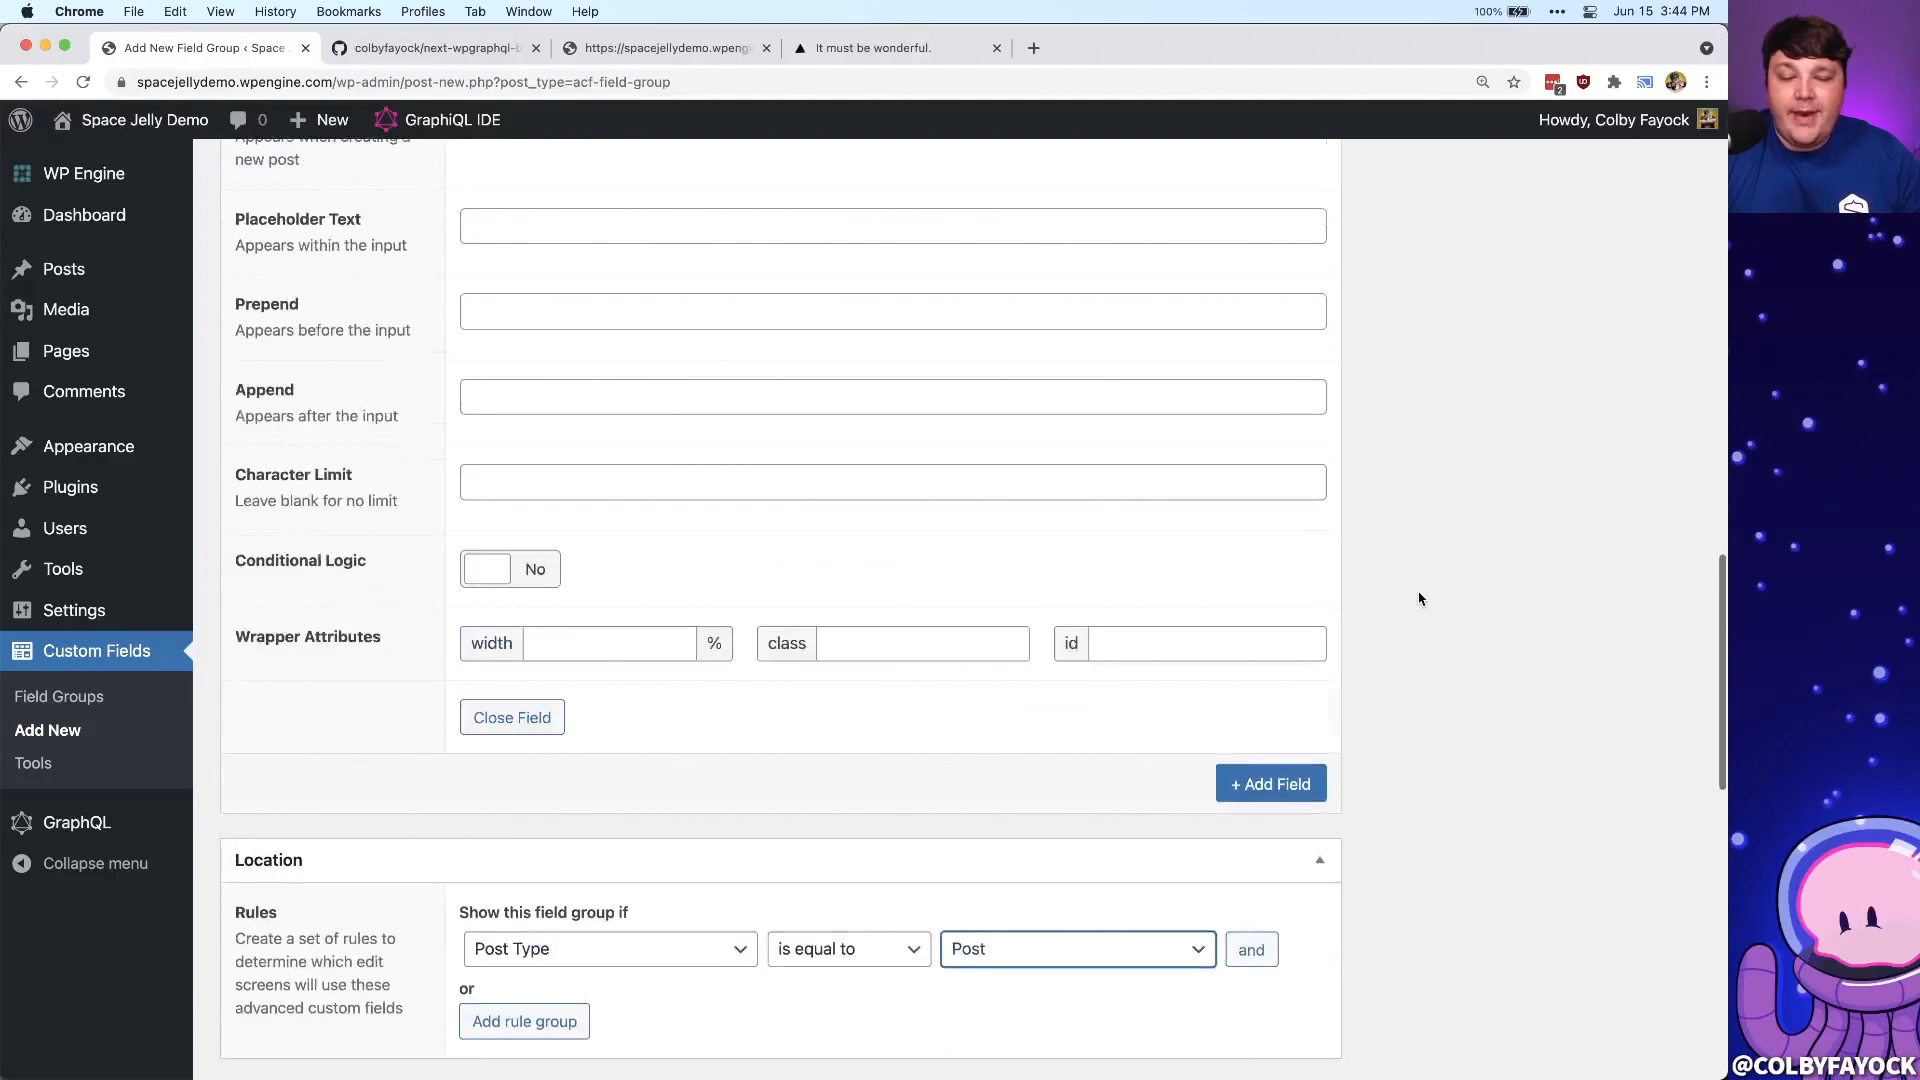 Chrome File Edit View History Bookmarks Profiles Tab Window Help 100% Jun 15 3:44 PM
Add New Field Group ‹ Space colbyfayock/next-wpgraphql-b https://spacejellydemo.wpengi It must be wonderful.
spacejellydemo.wpengine.com/wp-admin/post-new.php?post_type=acf-field-group 2
Space Jelly Demo 0 New GraphiQL IDE Howdy, Colby Fayock
Appears when creating a
new post
WP Engine
Dashboard
Posts
Media
Pages
Comments
Appearance
Plugins
Users
Tools
Settings
Custom Fields
Field Groups
Add New
Tools
GraphQL
Collapse menu
Placeholder Text
Appears within the input
Prepend
Appears before the input
Append
Appears after the input
Character Limit
Leave blank for no limit
Conditional Logic No
Wrapper Attributes width % class id
Close Field
+ Add Field
Location
Rules
Create a set of rules to
determine which edit
screens will use these
advanced custom fields
Show this field group if
Post Type is equal to Post and
or
Add rule group
@COLBYFAYOCK